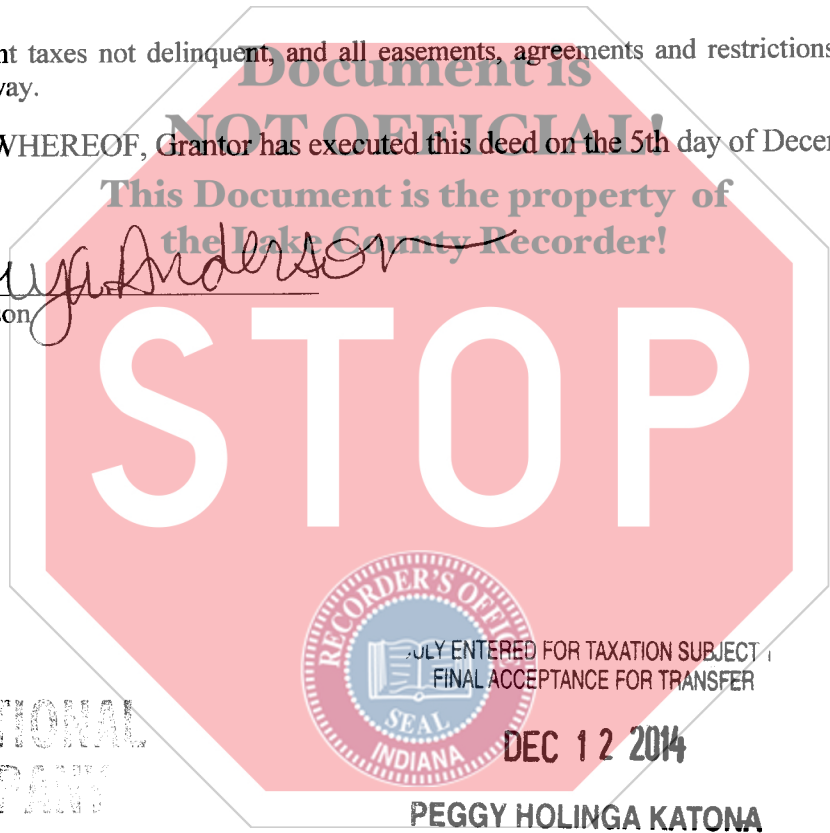 nt taxes not delinquent, and all easements, agreements and restrictions
vay.
Document is
NOT OFFICIAL!
WHEREOF, Grantor has executed this deed on the 5th day of Decem
This Document is the property of
the Lake County Recorder!
Anderson
son
STOP
RECORDER'S OFFICE
SEAL
INDIANA
ULY ENTERED FOR TAXATION SUBJECT
FINAL ACCEPTANCE FOR TRANSFER
DEC 12 2014
TIONAL
PANY
PEGGY HOLINGA KATONA